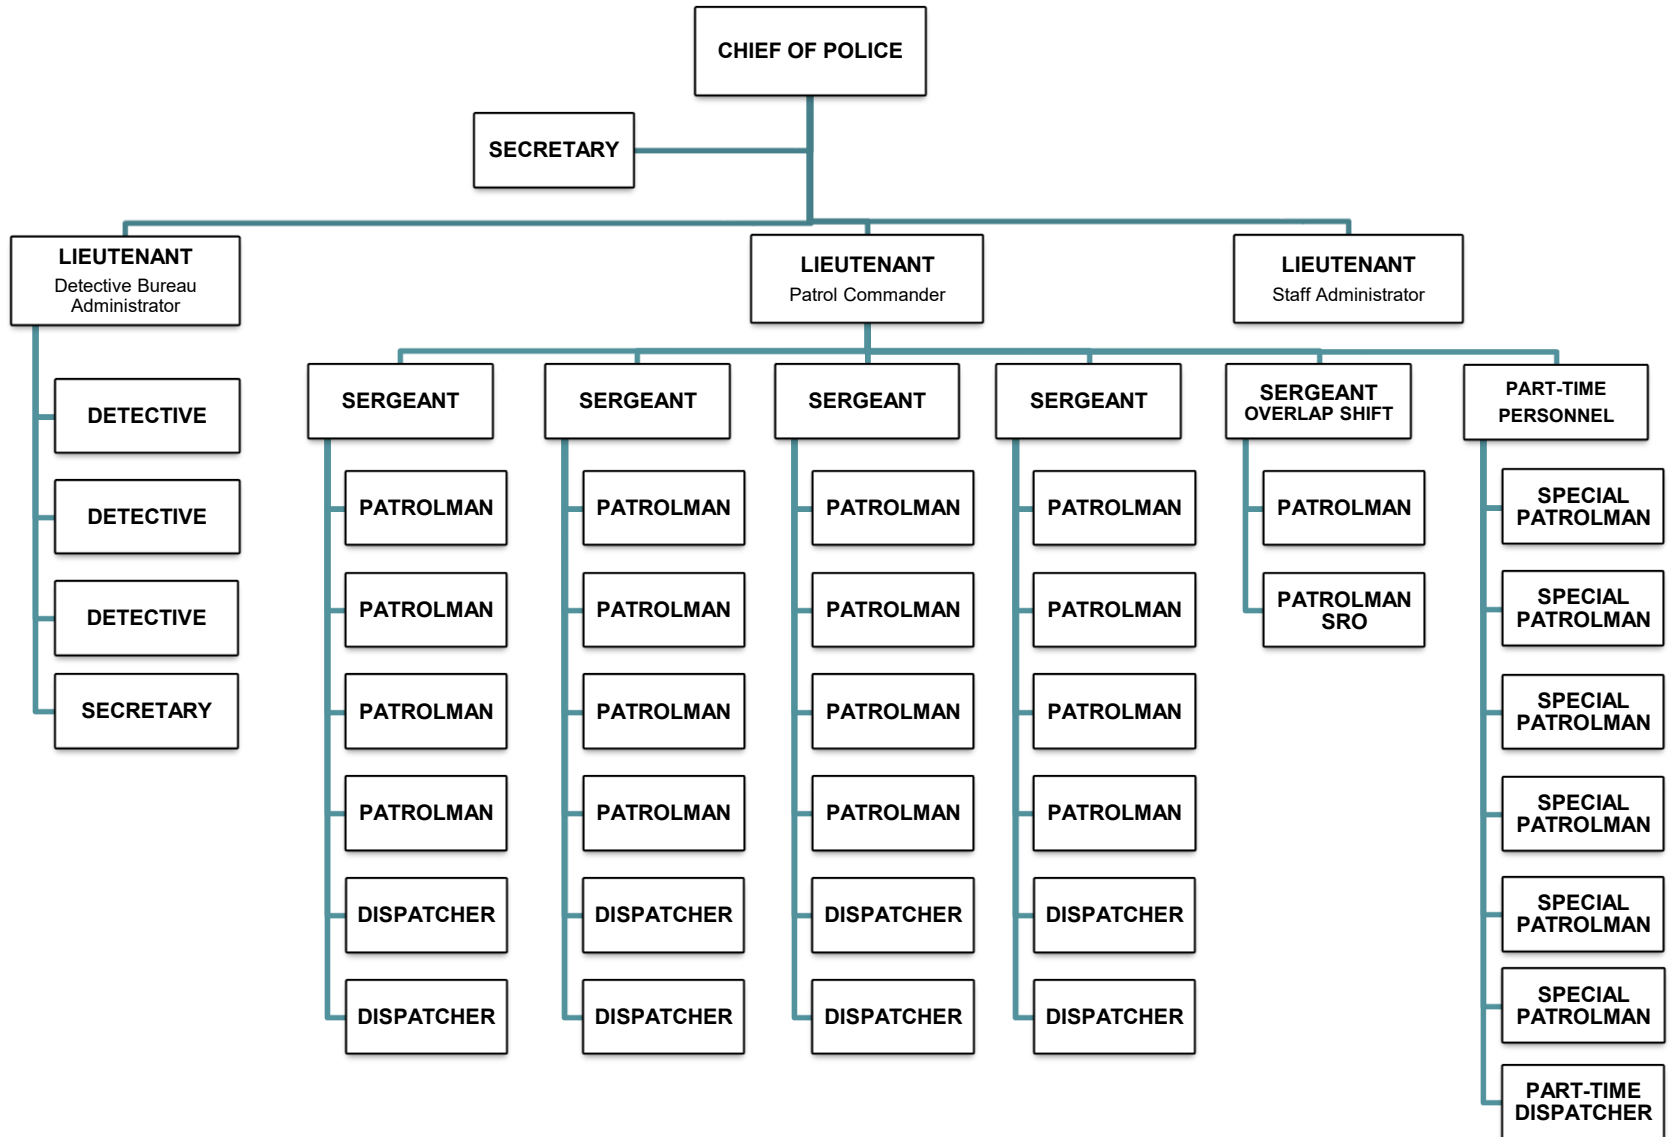 CHIEF OF POLICE
SECRETARY
LIEUTENANT
Detective Bureau
Administrator
LIEUTENANT
Patrol Commander
LIEUTENANT
Staff Administrator
DETECTIVE
DETECTIVE
DETECTIVE
SECRETARY
SERGEANT
PATROLMAN
PATROLMAN
PATROLMAN
PATROLMAN
DISPATCHER
DISPATCHER
SERGEANT
PATROLMAN
PATROLMAN
PATROLMAN
PATROLMAN
DISPATCHER
DISPATCHER
SERGEANT
PATROLMAN
PATROLMAN
PATROLMAN
PATROLMAN
DISPATCHER
DISPATCHER
SERGEANT
PATROLMAN
PATROLMAN
PATROLMAN
PATROLMAN
DISPATCHER
DISPATCHER
SERGEANT
OVERLAP SHIFT
PATROLMAN
PATROLMAN
SRO
PART-TIME
PERSONNEL
SPECIAL
PATROLMAN
SPECIAL
PATROLMAN
SPECIAL
PATROLMAN
SPECIAL
PATROLMAN
SPECIAL
PATROLMAN
SPECIAL
PATROLMAN
PART-TIME
DISPATCHER